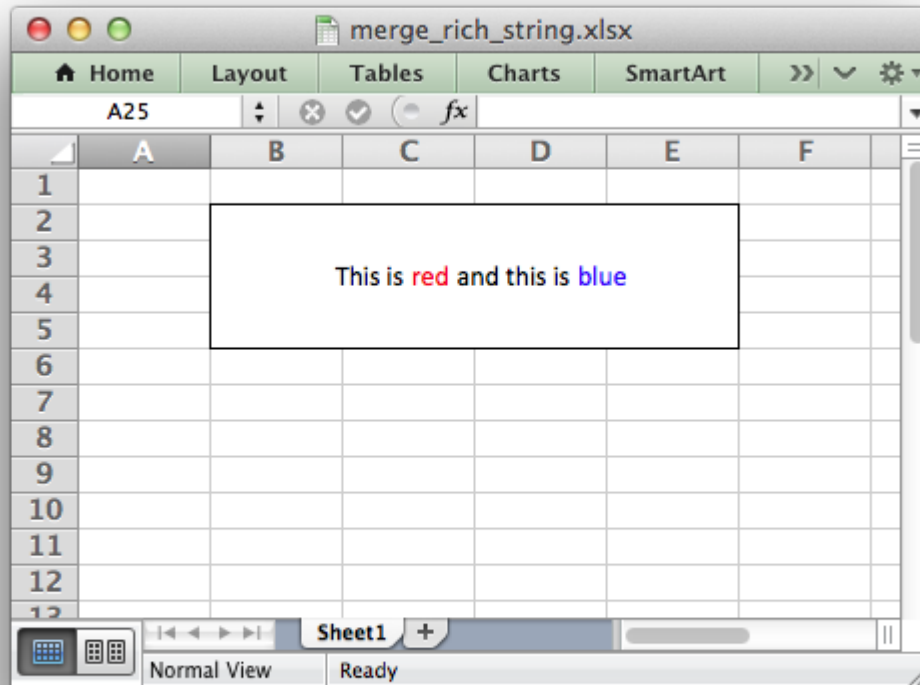 merge_rich_string.xlsx
Home Layout Tables Charts SmartArt
A25 fx
A B C D E F
1
2
3
This is red and this is blue
4
5
6
7
8
9
10
11
12
13
Sheet1 +
Normal View Ready